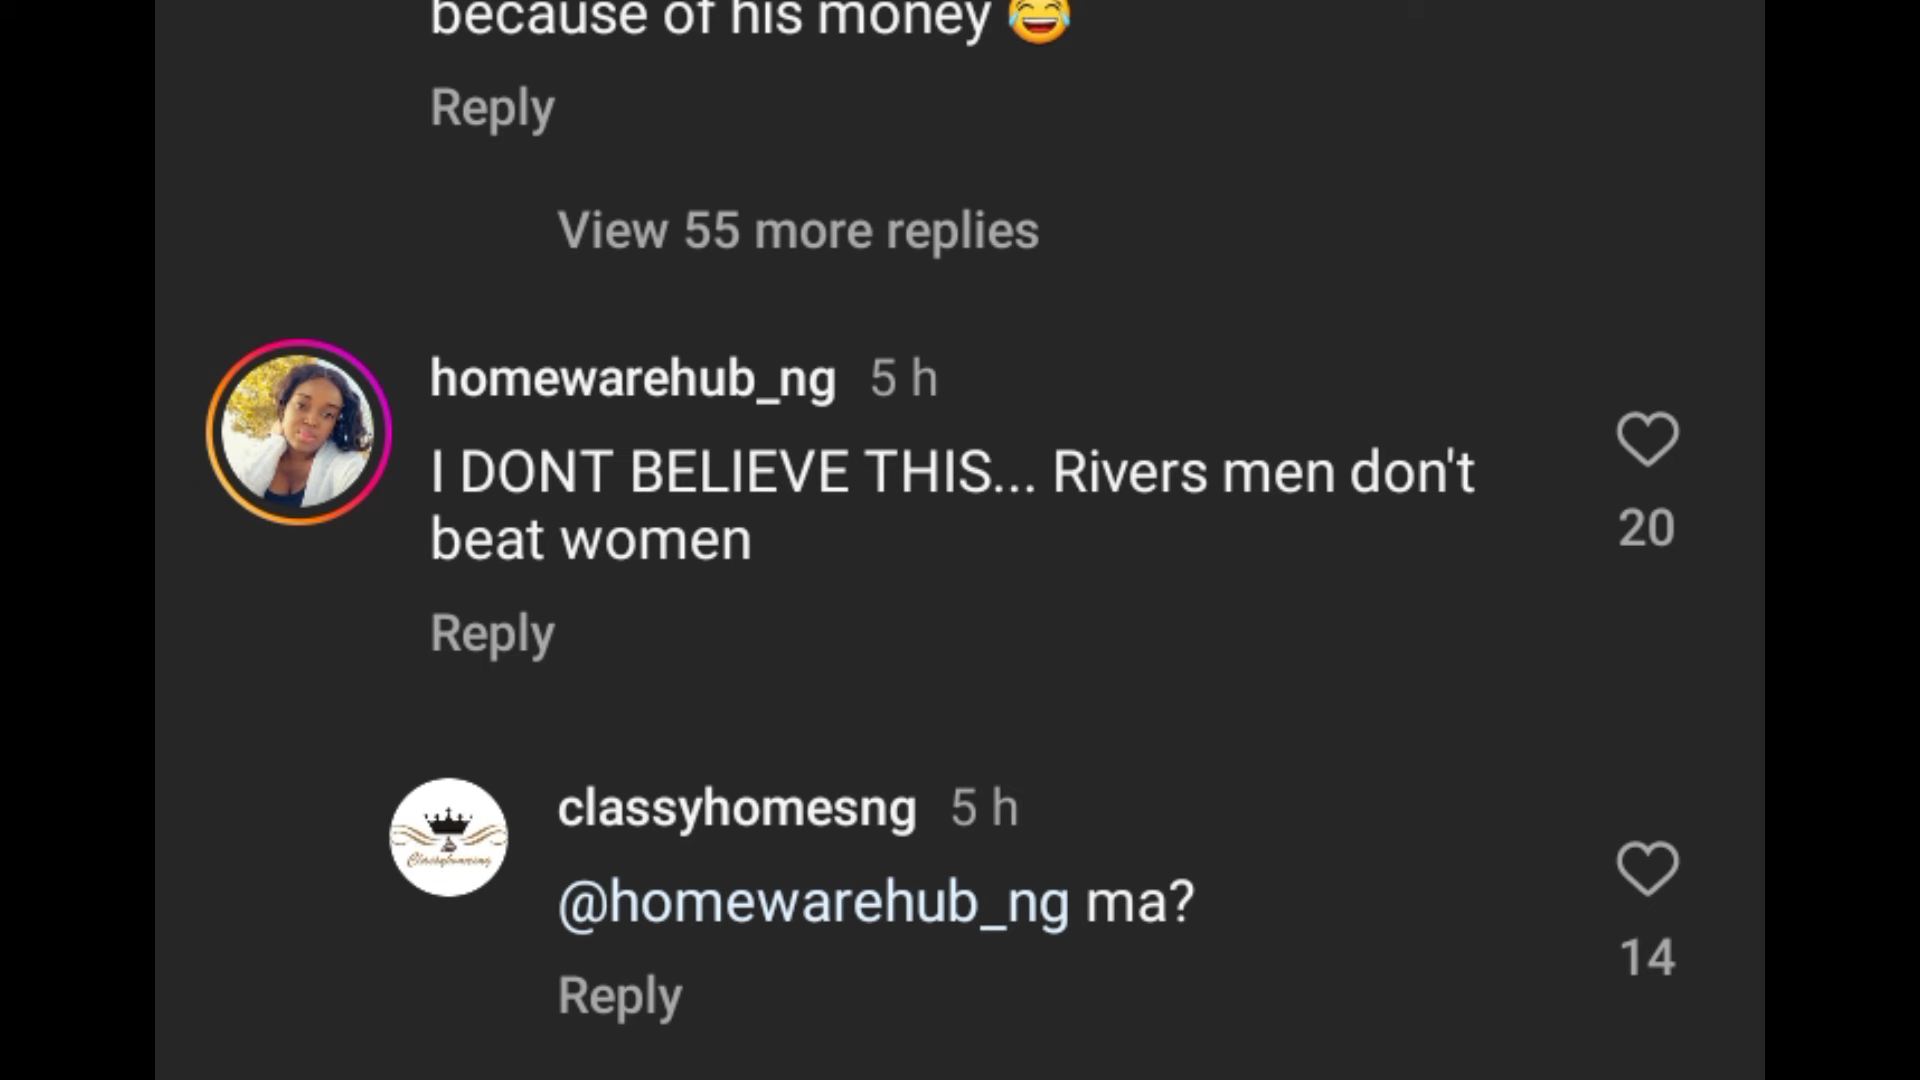 because of his money 😂
Reply
View 55 more replies
homewarehub_ng 5 h
I DONT BELIEVE THIS... Rivers men don't
20
beat women
Reply
classyhomesng 5 h
@homewarehub_ng ma?
14
Reply